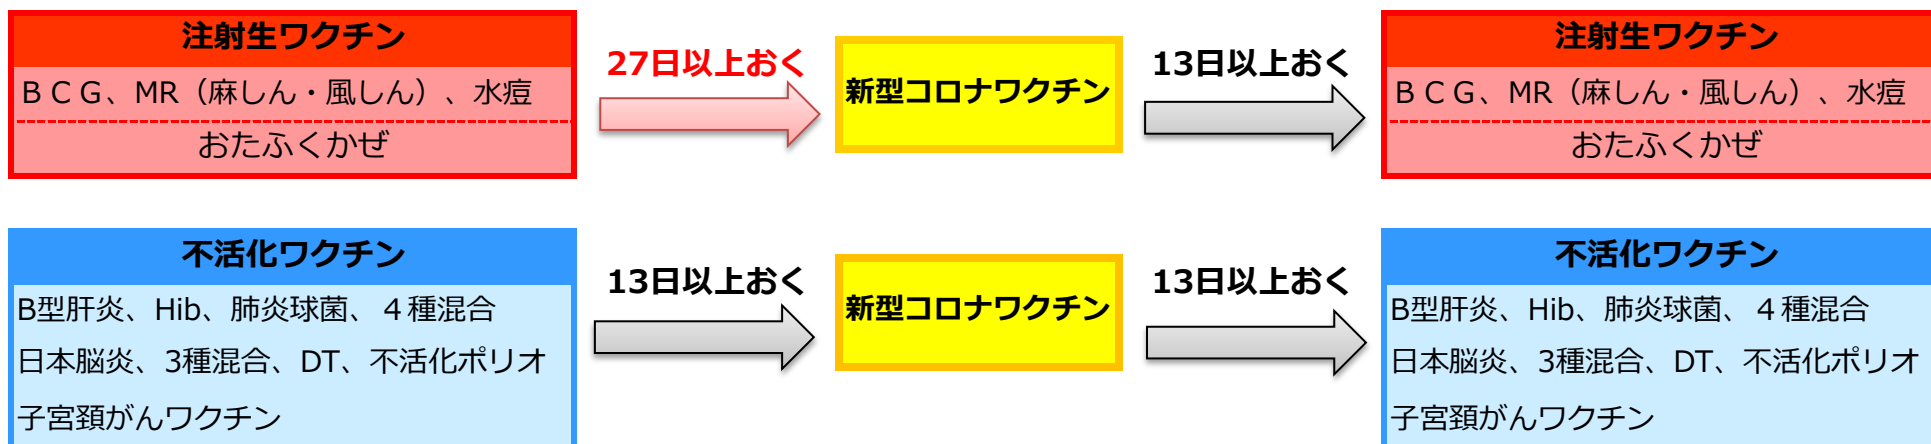 注射生ワクチン
ＢＣＧ、MR（麻しん・風しん）、水痘
おたふくかぜ
27日以上おく
新型コロナワクチン
13日以上おく
注射生ワクチン
ＢＣＧ、MR（麻しん・風しん）、水痘
おたふくかぜ
不活化ワクチン
B型肝炎、Hib、肺炎球菌、４種混合
日本脳炎、3種混合、DT、不活化ポリオ
子宮頚がんワクチン
13日以上おく
新型コロナワクチン
13日以上おく
不活化ワクチン
B型肝炎、Hib、肺炎球菌、４種混合
日本脳炎、3種混合、DT、不活化ポリオ
子宮頚がんワクチン